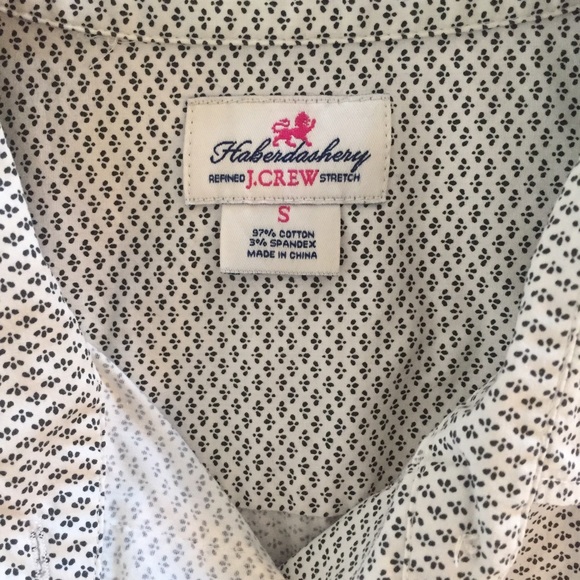 Haberdashery
REFINED J.CREW STRETCH
S
97% COTTON
3% SPANDEX
MADE IN CHINA